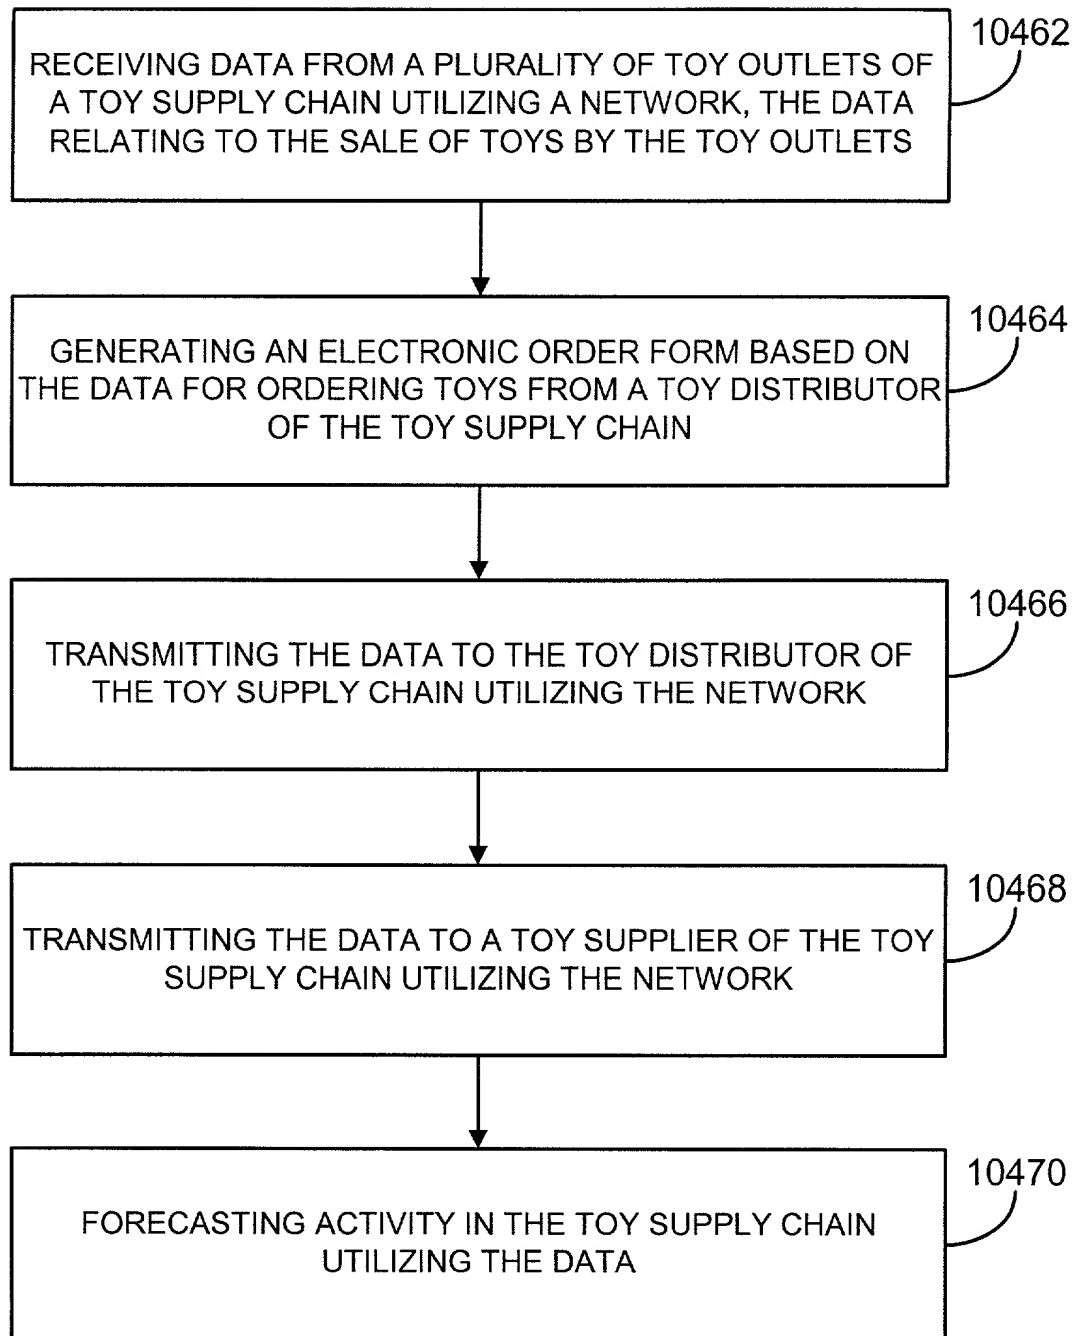 10462
RECEIVING DATA FROM A PLURALITY OF TOY OUTLETS OF
A TOY SUPPLY CHAIN UTILIZING A NETWORK, THE DATA
RELATING TO THE SALE OF TOYS BY THE TOY OUTLETS
10464
GENERATING AN ELECTRONIC ORDER FORM BASED ON
THE DATA FOR ORDERING TOYS FROM A TOY DISTRIBUTOR
OF THE TOY SUPPLY CHAIN
10466
TRANSMITTING THE DATA TO THE TOY DISTRIBUTOR OF
THE TOY SUPPLY CHAIN UTILIZING THE NETWORK
10468
TRANSMITTING THE DATA TO A TOY SUPPLIER OF THE TOY
SUPPLY CHAIN UTILIZING THE NETWORK
10470
FORECASTING ACTIVITY IN THE TOY SUPPLY CHAIN
UTILIZING THE DATA